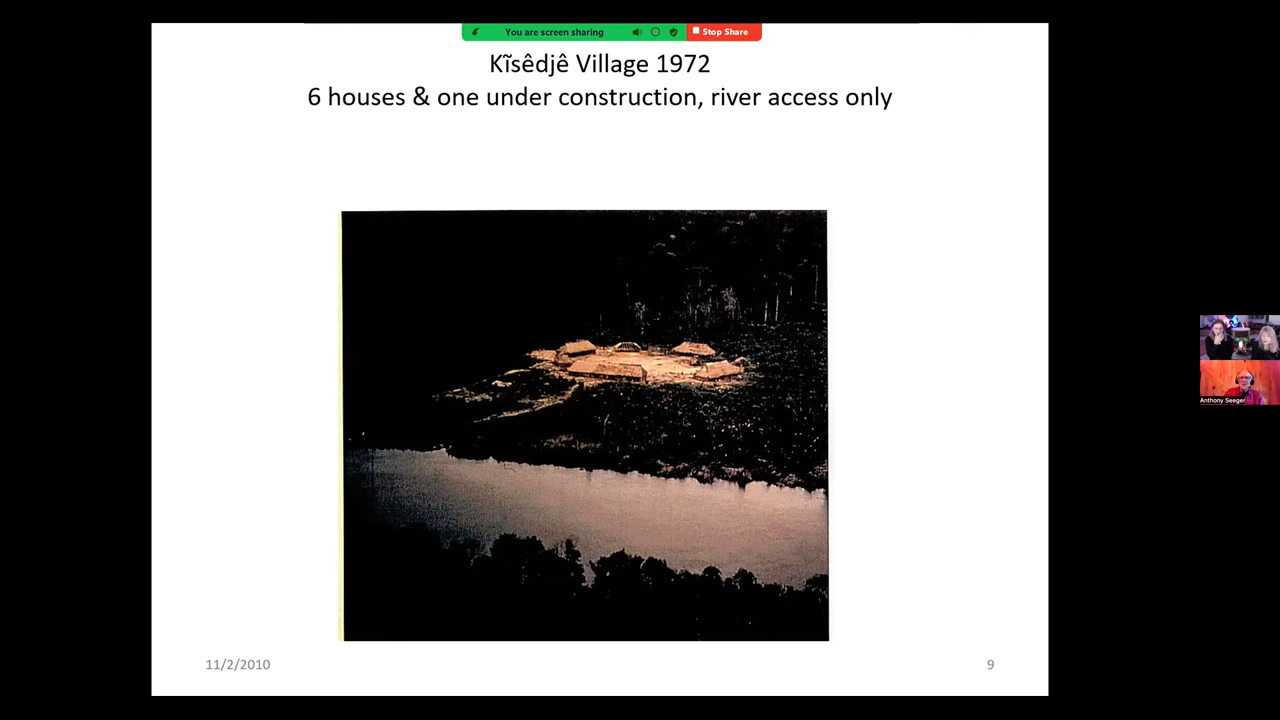 You are screen sharing
Stop Share
Kĩsêdjê Village 1972
6 houses & one under construction, river access only
Anthony Seeger
11/2/2010
9